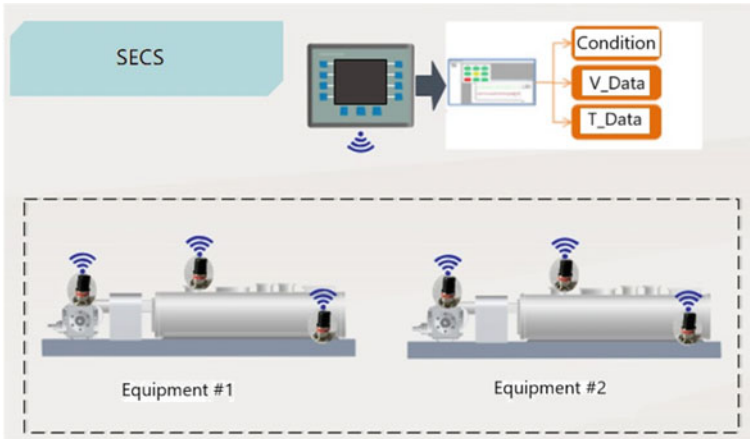 SECS
Condition
V_Data
T_Data
Equipment #1
Equipment #2